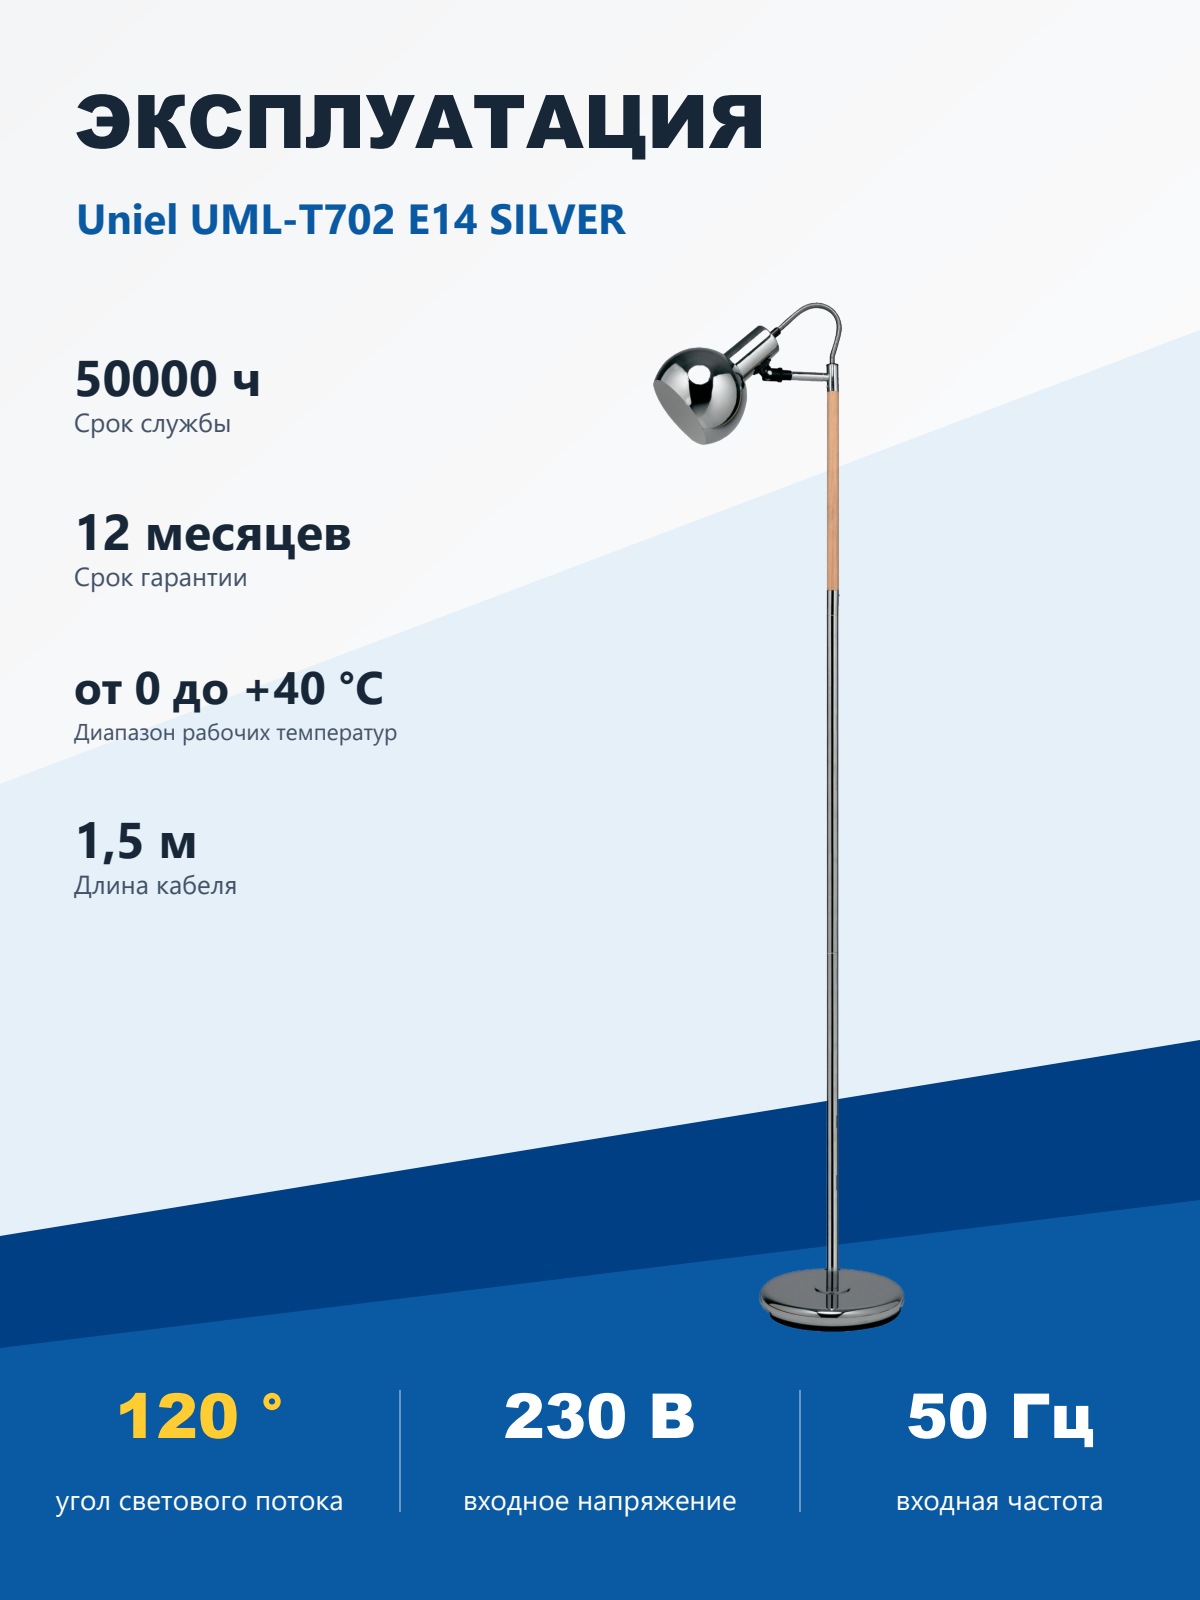 ЭКСПЛУАТАЦИЯ
Uniel UML-T702 E14 SILVER
50000 ч
Срок службы
12 месяцев
Срок гарантии
от 0 до +40 °C
Диапазон рабочих температур
1,5 м
Длина кабеля
120 °
угол светового потока
230 В
входное напряжение
50 Гц
входная частота